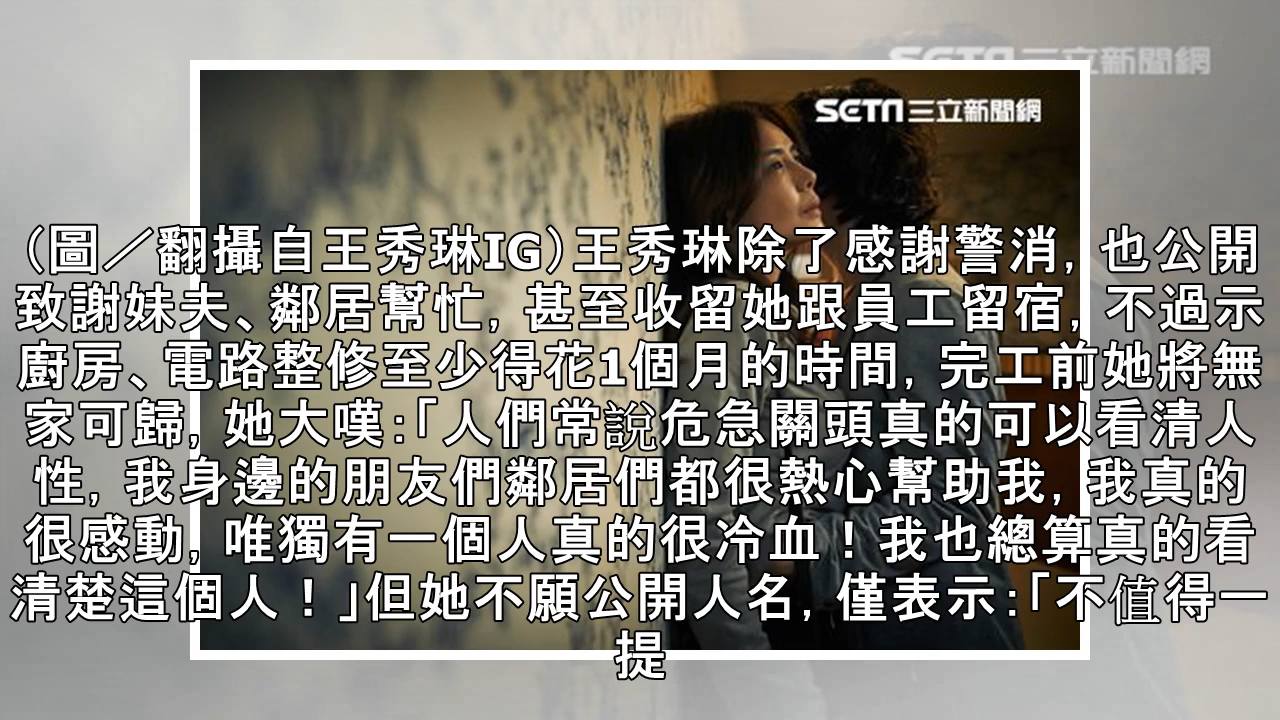 SETN三立新聞網
SETN三立新聞網
（圖／翻攝自王秀琳IG）王秀琳除了感謝警消, 也公開
致謝妹夫、鄰居幫忙, 甚至收留她跟員工留宿, 不過示
廚房、電路整修至少得花1個月的時間, 完工前她將無
家可歸, 她大嘆：「人們常說危急關頭真的可以看清人
性, 我身邊的朋友們鄰居們都很熱心幫助我, 我真的
很感動, 唯獨有一個人真的很冷血！我也總算真的看
清楚這個人！」但她不願公開人名, 僅表示：「不值得一
提